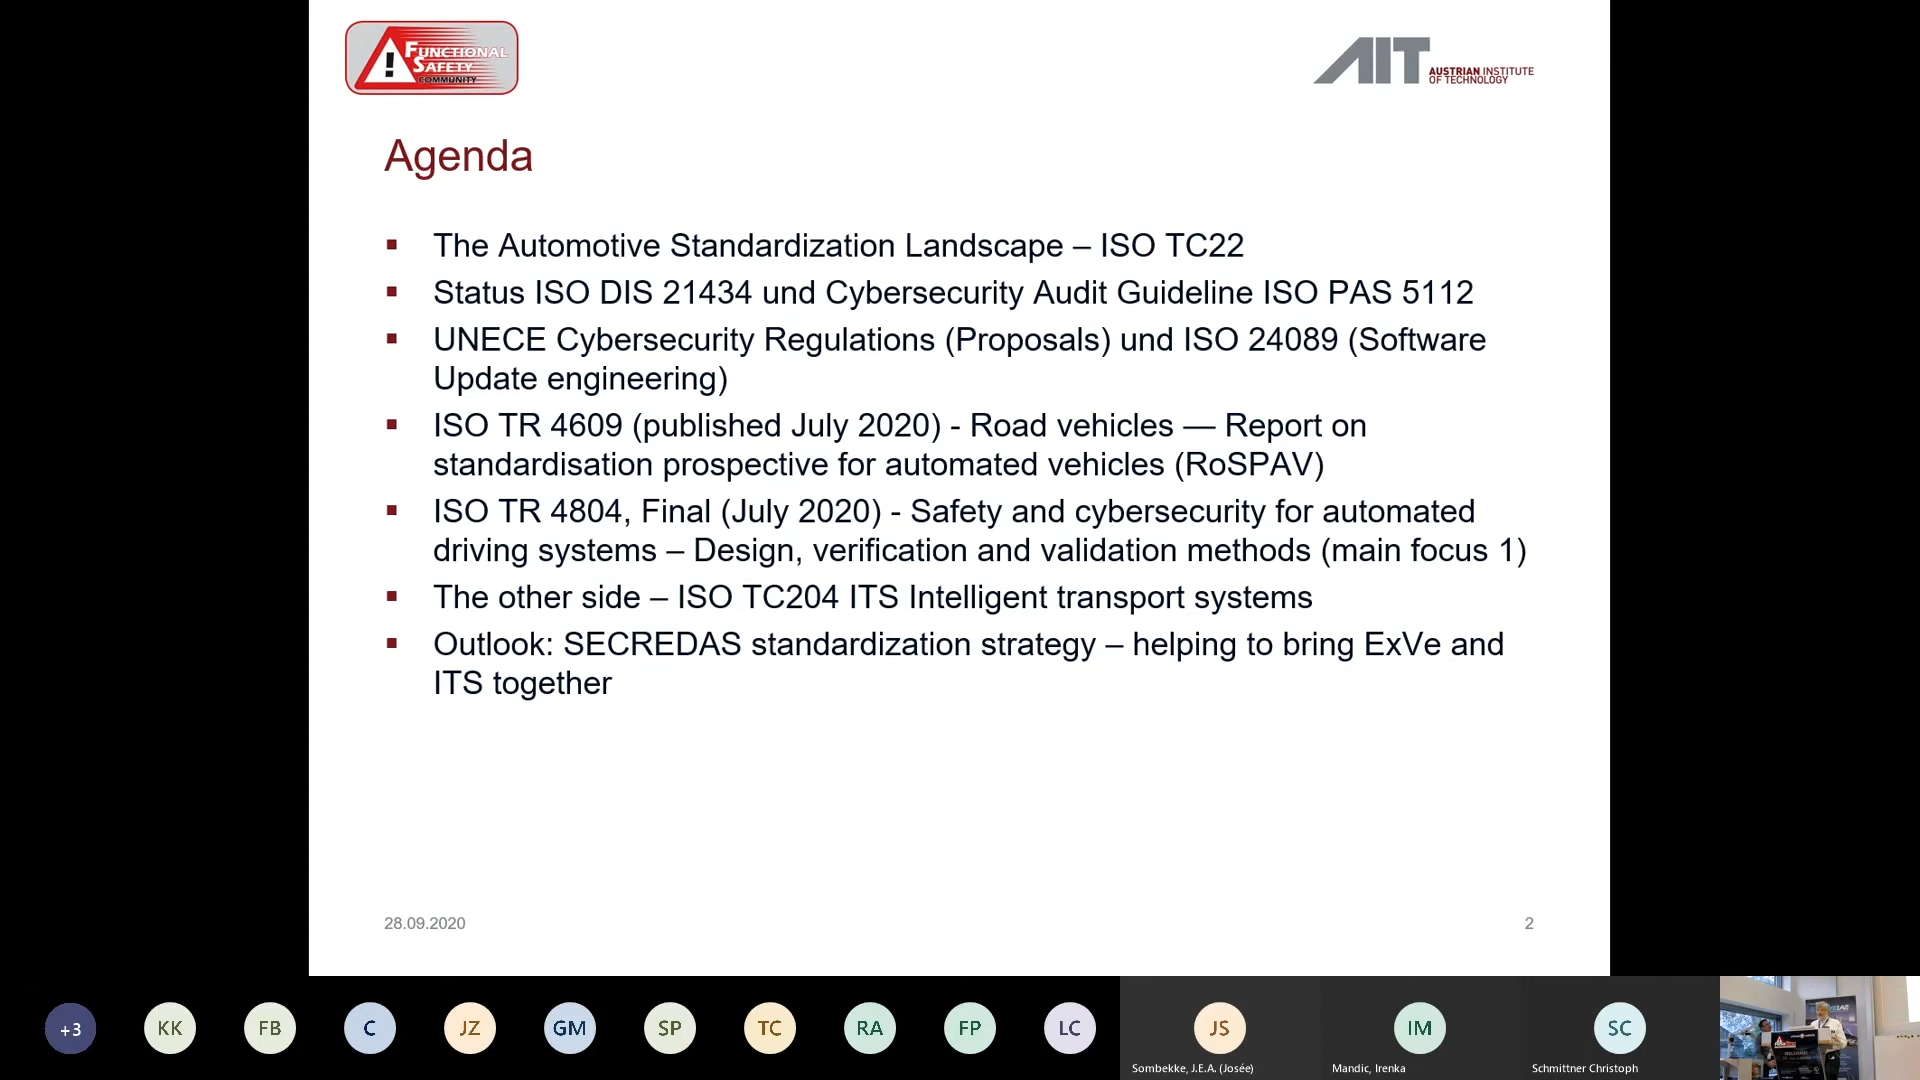 FUNCTIONAL
SAFETY
COMMUNITY
AIT
AUSTRIAN INSTITUTE
OF TECHNOLOGY
Agenda
▪ The Automotive Standardization Landscape – ISO TC22
▪ Status ISO DIS 21434 und Cybersecurity Audit Guideline ISO PAS 5112
▪ UNECE Cybersecurity Regulations (Proposals) und ISO 24089 (Software
Update engineering)
▪ ISO TR 4609 (published July 2020) - Road vehicles — Report on
standardisation prospective for automated vehicles (RoSPAV)
▪ ISO TR 4804, Final (July 2020) - Safety and cybersecurity for automated
driving systems – Design, verification and validation methods (main focus 1)
▪ The other side – ISO TC204 ITS Intelligent transport systems
▪ Outlook: SECREDAS standardization strategy – helping to bring ExVe and
ITS together
28.09.2020
2
+3
KK
FB
C
JZ
GM
SP
TC
RA
FP
LC
JS
IM
SC
Sombekke, J.E.A. (Josée)
Mandic, Irenka
Schmittner Christoph